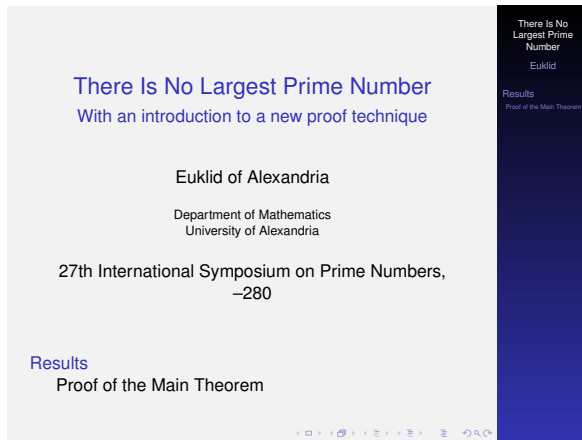 There Is No Largest Prime Number
With an introduction to a new proof technique
Euklid of Alexandria
Department of Mathematics
University of Alexandria
27th International Symposium on Prime Numbers,
–280
Results
Proof of the Main Theorem
There Is No
Largest Prime
Number
Euklid
Results
Proof of the Main Theorem